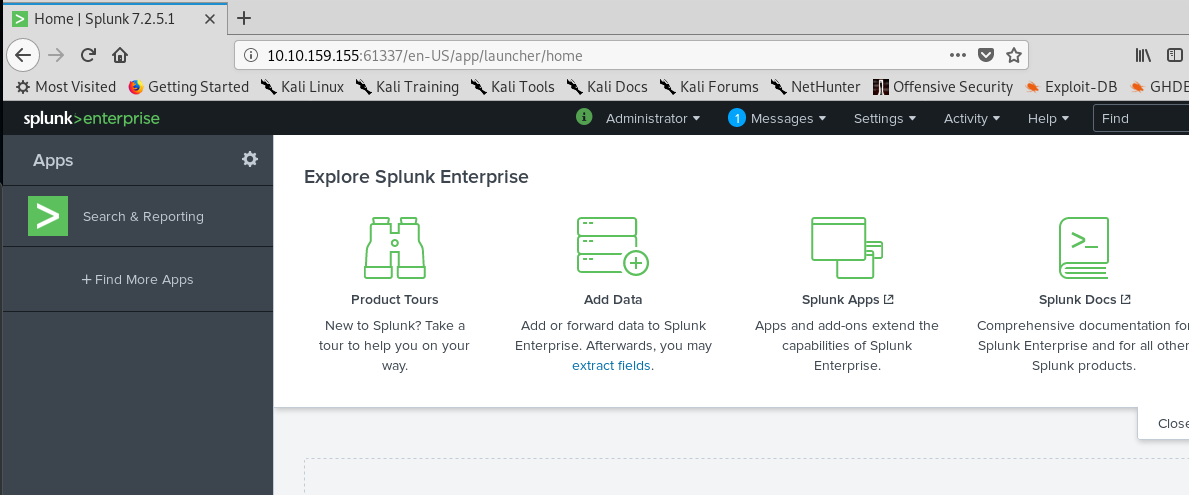 Home | Splunk 7.2.5.1
10.10.159.155:61337/en-US/app/launcher/home
Most Visited Getting Started Kali Linux Kali Training Kali Tools Kali Docs Kali Forums NetHunter Offensive Security Exploit-DB GHDB
splunk>enterprise Administrator 1 Messages Settings Activity Help Find
Apps
Search & Reporting
+ Find More Apps
Explore Splunk Enterprise
Product Tours
New to Splunk? Take a
tour to help you on your
way.
Add Data
Add or forward data to Splunk
Enterprise. Afterwards, you may
extract fields.
Splunk Apps
Apps and add-ons extend the
capabilities of Splunk
Enterprise.
Splunk Docs
Comprehensive documentation for
Splunk Enterprise and for all other
Splunk products.
Close